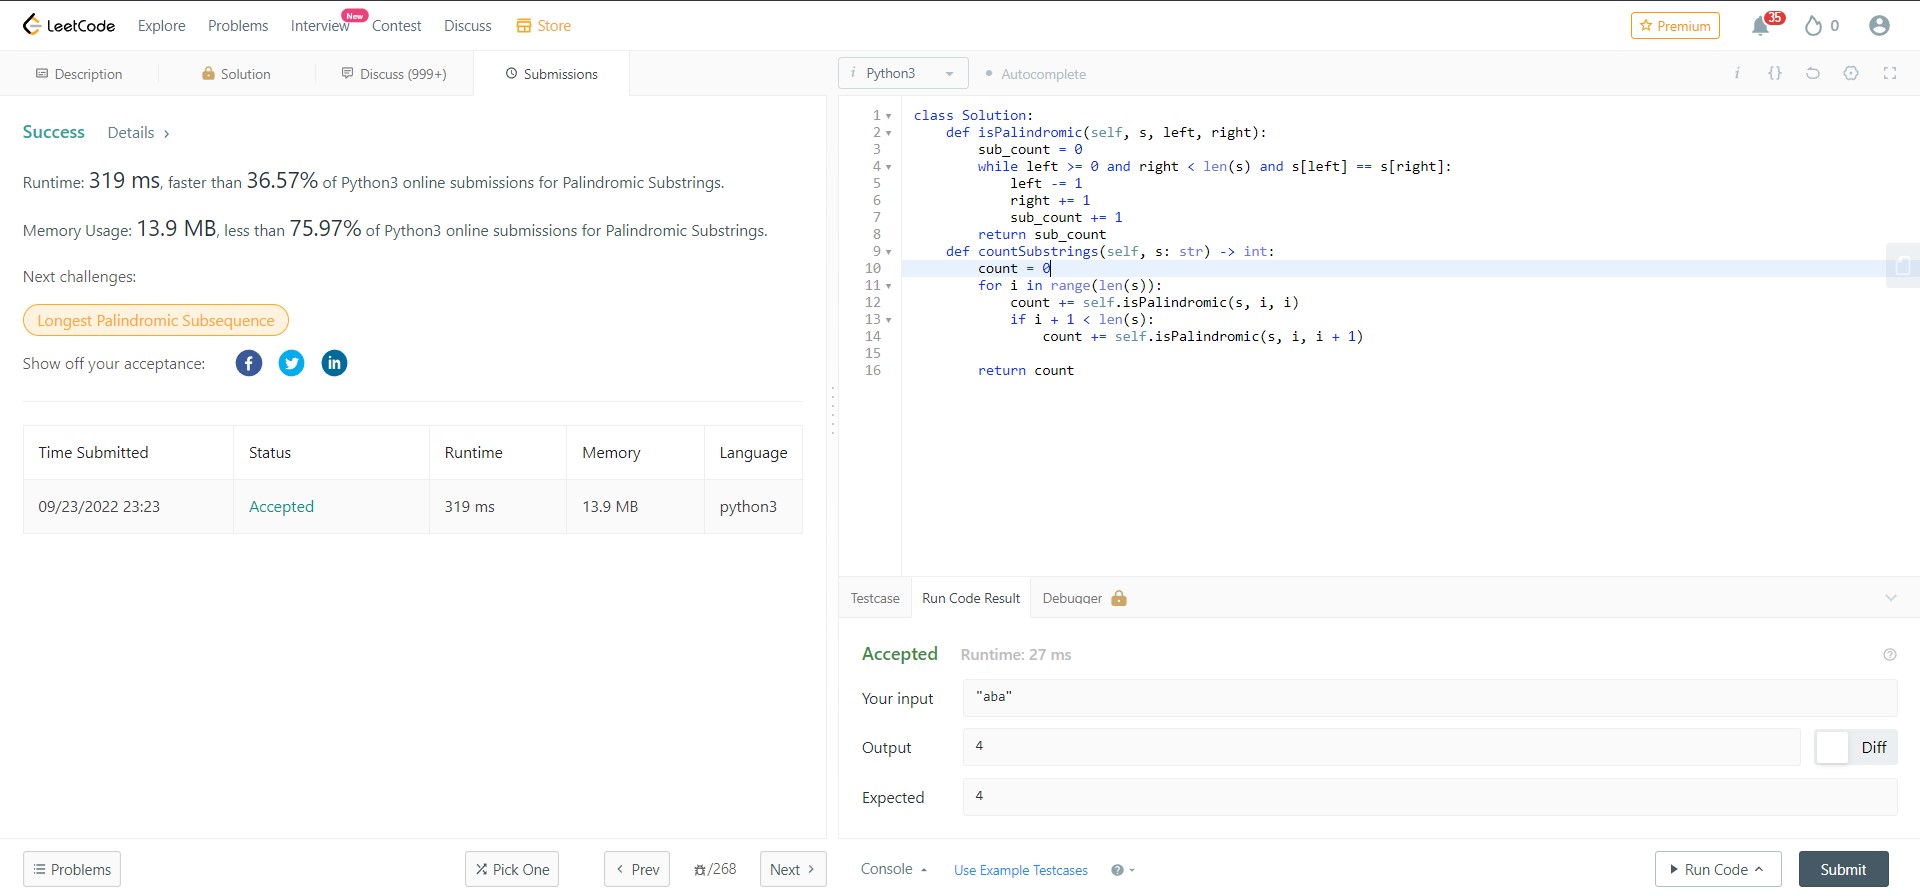 LeetCode Explore Problems Interview New Contest Discuss Store Premium 35 0
Description Solution Discuss (999+) Submissions
Success Details ›
Runtime: 319 ms, faster than 36.57% of Python3 online submissions for Palindromic Substrings.
Memory Usage: 13.9 MB, less than 75.97% of Python3 online submissions for Palindromic Substrings.
Next challenges:
Longest Palindromic Subsequence
Show off your acceptance:
Time Submitted Status Runtime Memory Language
09/23/2022 23:23 Accepted 319 ms 13.9 MB python3
Problems Pick One ‹ Prev /268 Next ›
i Python3 Autocomplete i {}
1 class Solution:
2 def isPalindromic(self, s, left, right):
3 sub_count = 0
4 while left >= 0 and right < len(s) and s[left] == s[right]:
5 left -= 1
6 right += 1
7 sub_count += 1
8 return sub_count
9 def countSubstrings(self, s: str) -> int:
10 count = 0
11 for i in range(len(s)):
12 count += self.isPalindromic(s, i, i)
13 if i + 1 < len(s):
14 count += self.isPalindromic(s, i, i + 1)
15
16 return count
Testcase Run Code Result Debugger
Accepted Runtime: 27 ms
Your input "aba"
Output 4 Diff
Expected 4
Console Use Example Testcases Run Code Submit